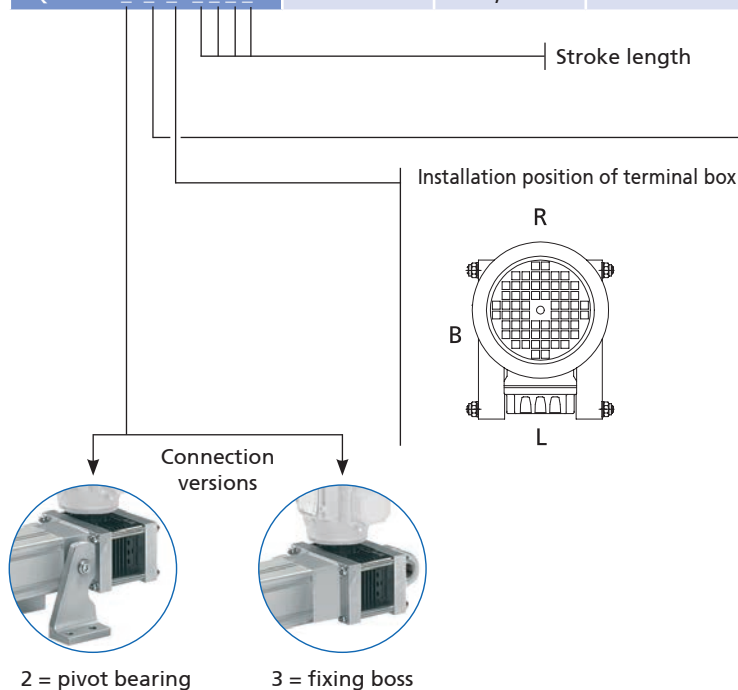 Stroke length
Installation position of terminal box
R
B
L
Connection
versions
2 = pivot bearing
3 = fixing boss